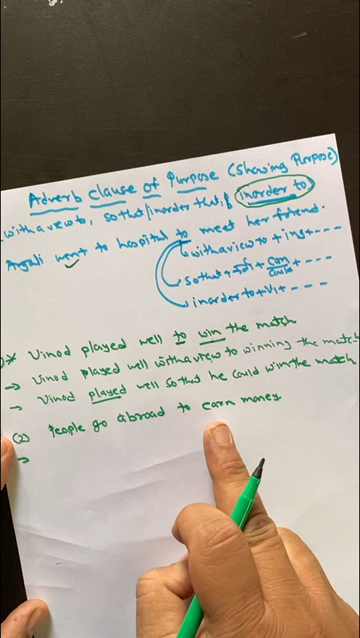 Adverb clause of Purpose (Showing Purpose)
with a view to, so that/inorder that, & inorder to
Anjali went to hospital to meet her friend.
with a view to + ing + ---
so that + + can/could + ---
inorder to + V1 + ---
* Vinod played well to win the match
→ Vinod played well with a view to winning the match
→ Vinod played well so that he could win the match
(2) People go abroad to earn money
→